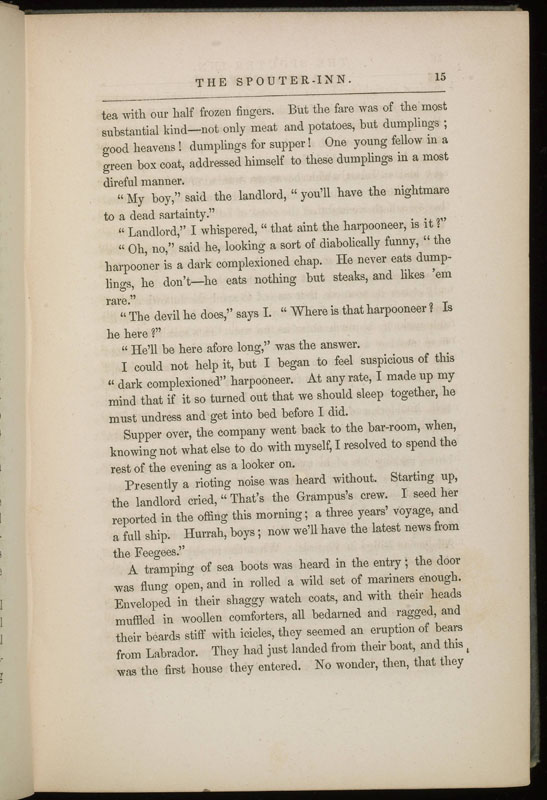 THE SPOUTER-INN. 15
tea with our half frozen fingers. But the fare was of the most
substantial kind—not only meat and potatoes, but dumplings ;
good heavens ! dumplings for supper ! One young fellow in a
green box coat, addressed himself to these dumplings in a most
direful manner.
“ My boy,” said the landlord, “ you’ll have the nightmare
to a dead sartainty.”
“ Landlord,” I whispered, “ that aint the harpooneer, is it ?”
“ Oh, no,” said he, looking a sort of diabolically funny, “ the
harpooner is a dark complexioned chap. He never eats dump-
lings, he don’t—he eats nothing but steaks, and likes ’em
rare.”
“ The devil he does,” says I. “ Where is that harpooneer ? Is
he here ?”
“ He’ll be here afore long,” was the answer.
I could not help it, but I began to feel suspicious of this
“ dark complexioned” harpooneer. At any rate, I made up my
mind that if it so turned out that we should sleep together, he
must undress and get into bed before I did.
Supper over, the company went back to the bar-room, when,
knowing not what else to do with myself, I resolved to spend the
rest of the evening as a looker on.
Presently a rioting noise was heard without. Starting up,
the landlord cried, “ That’s the Grampus’s crew. I seed her
reported in the offing this morning ; a three years’ voyage, and
a full ship. Hurrah, boys ; now we’ll have the latest news from
the Feegees.”
A tramping of sea boots was heard in the entry ; the door
was flung open, and in rolled a wild set of mariners enough.
Enveloped in their shaggy watch coats, and with their heads
muffled in woollen comforters, all bedarned and ragged, and
their beards stiff with icicles, they seemed an eruption of bears
from Labrador. They had just landed from their boat, and this
was the first house they entered. No wonder, then, that they